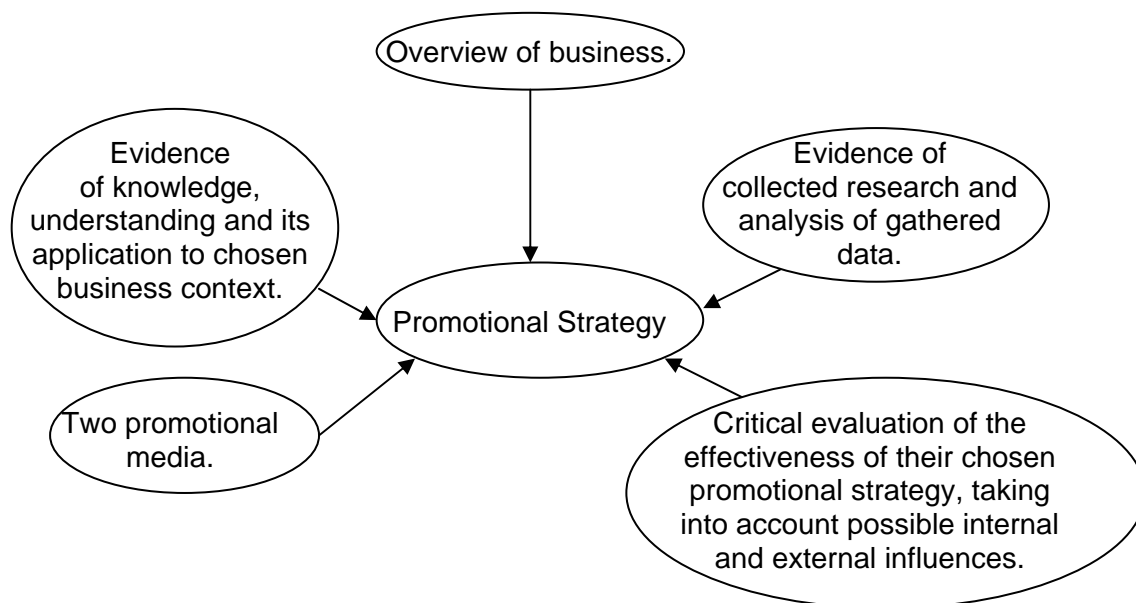 Overview of business.
Evidence
of knowledge,
understanding and its
application to chosen
business context.
Evidence of
collected research and
analysis of gathered
data.
Promotional Strategy
Two promotional
media.
Critical evaluation of the
effectiveness of their chosen
promotional strategy, taking
into account possible internal
and external influences.